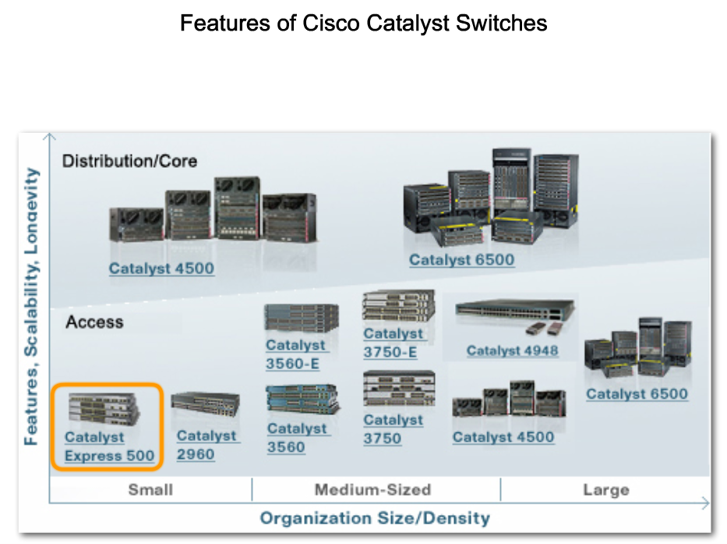 Features of Cisco Catalyst Switches
Distribution/Core
Catalyst 4500
Catalyst 6500
Access
Catalyst
3560-E
Catalyst
3750-E
Catalyst 4948
Catalyst 6500
Catalyst
Express 500
Catalyst
2960
Catalyst
3560
Catalyst
3750
Catalyst 4500
Features, Scalability, Longevity
Small
Medium-Sized
Large
Organization Size/Density